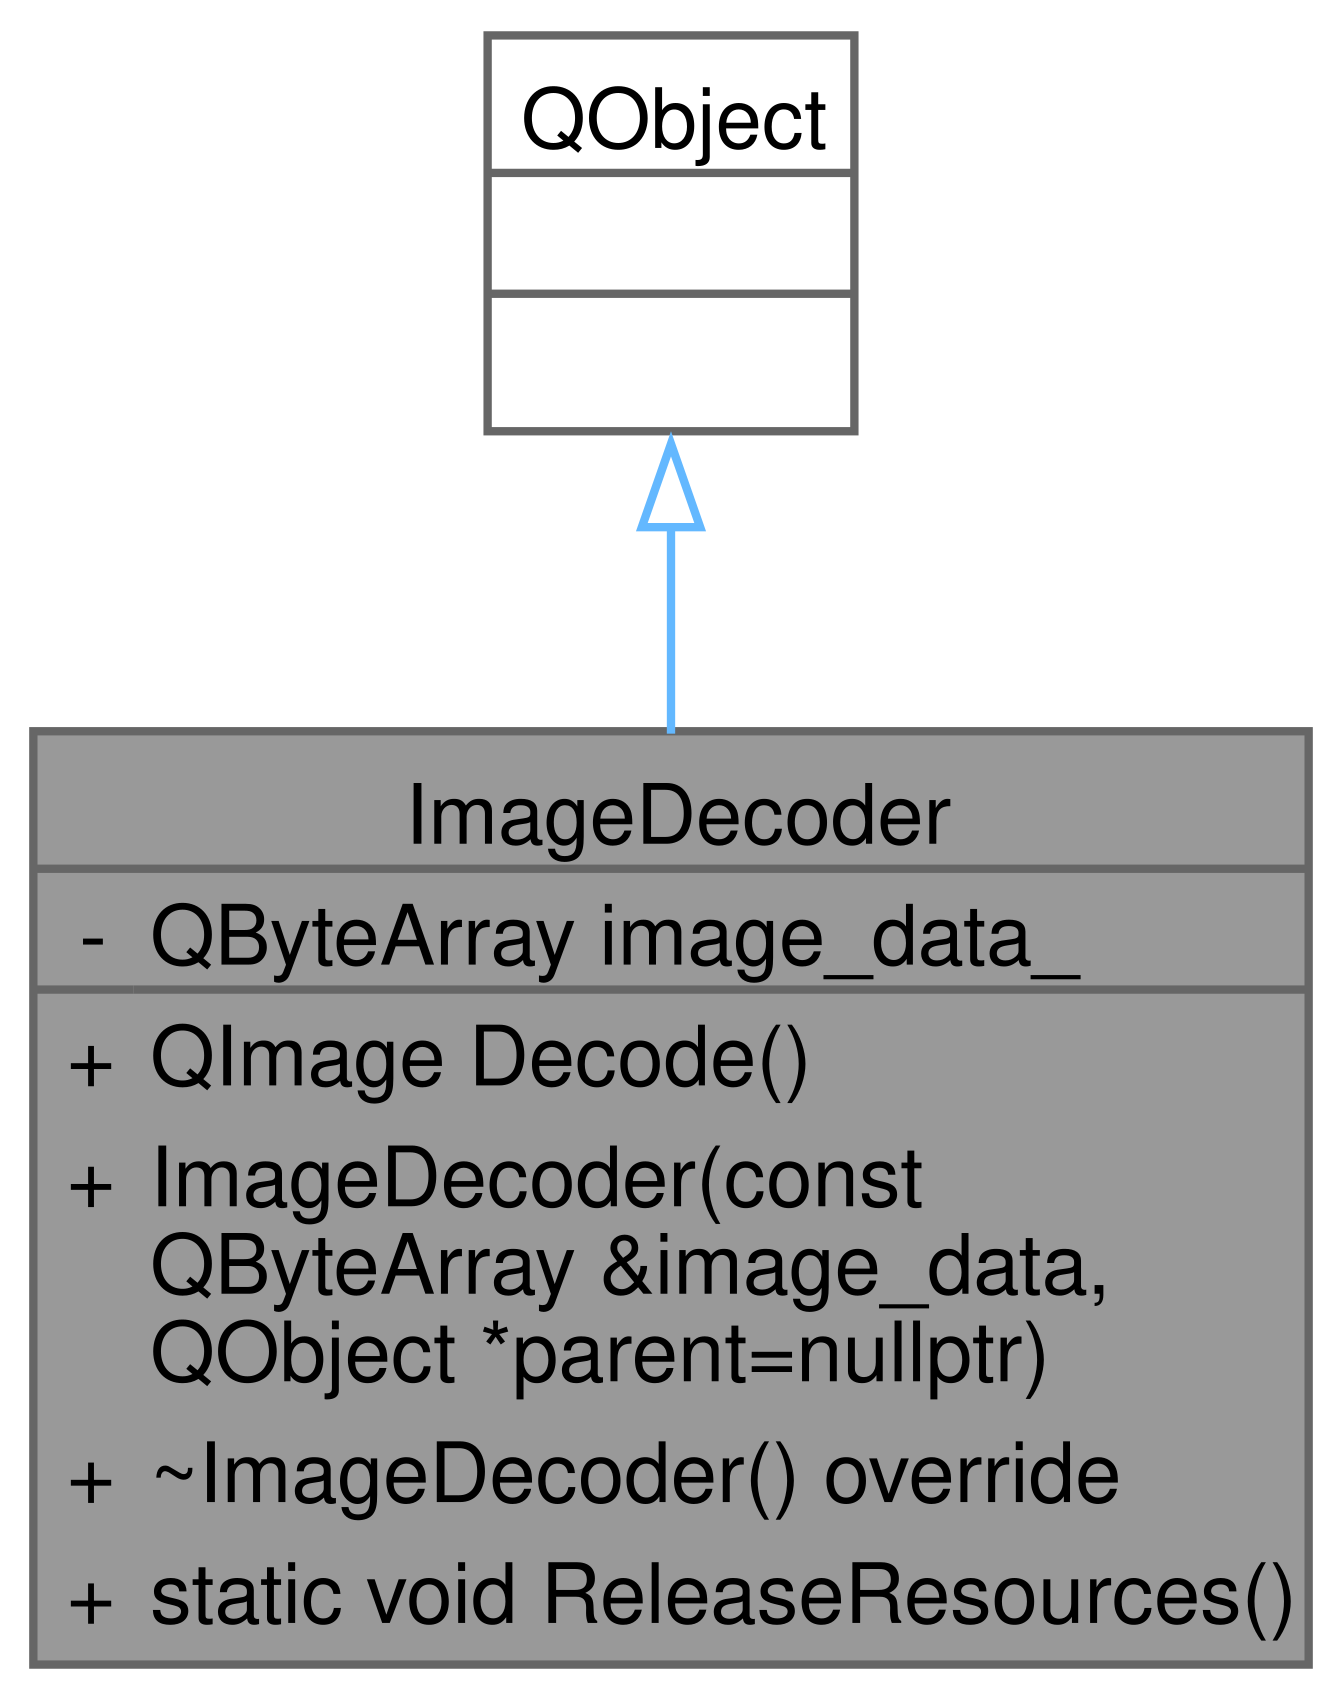 QObject
ImageDecoder
- QByteArray image_data_
+ QImage Decode()
+ ImageDecoder(const
QByteArray &image_data,
QObject *parent=nullptr)
+ ~ImageDecoder() override
+ static void ReleaseResources()